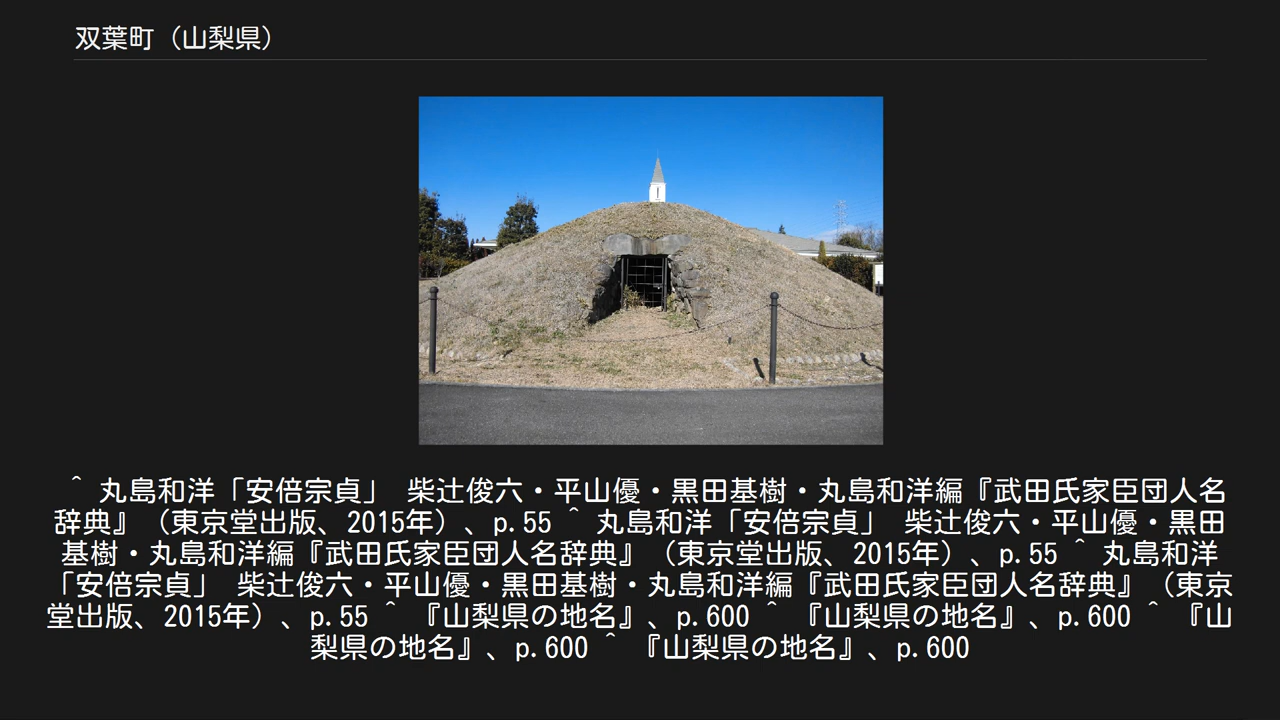 双葉町（山梨県）
^ 丸島和洋「安倍宗貞」 柴辻俊六・平山優・黒田基樹・丸島和洋編『武田氏家臣団人名
辞典』（東京堂出版、2015年）、p.55 ^ 丸島和洋「安倍宗貞」 柴辻俊六・平山優・黒田
基樹・丸島和洋編『武田氏家臣団人名辞典』（東京堂出版、2015年）、p.55 ^ 丸島和洋
「安倍宗貞」 柴辻俊六・平山優・黒田基樹・丸島和洋編『武田氏家臣団人名辞典』（東京
堂出版、2015年）、p.55 ^ 『山梨県の地名』、p.600 ^ 『山梨県の地名』、p.600 ^ 『山
梨県の地名』、p.600 ^ 『山梨県の地名』、p.600